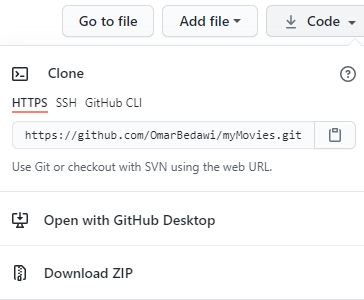 Go to file Add file Code
Clone
HTTPS SSH GitHub CLI
https://github.com/OmarBedawi/myMovies.git
Use Git or checkout with SVN using the web URL.
Open with GitHub Desktop
Download ZIP